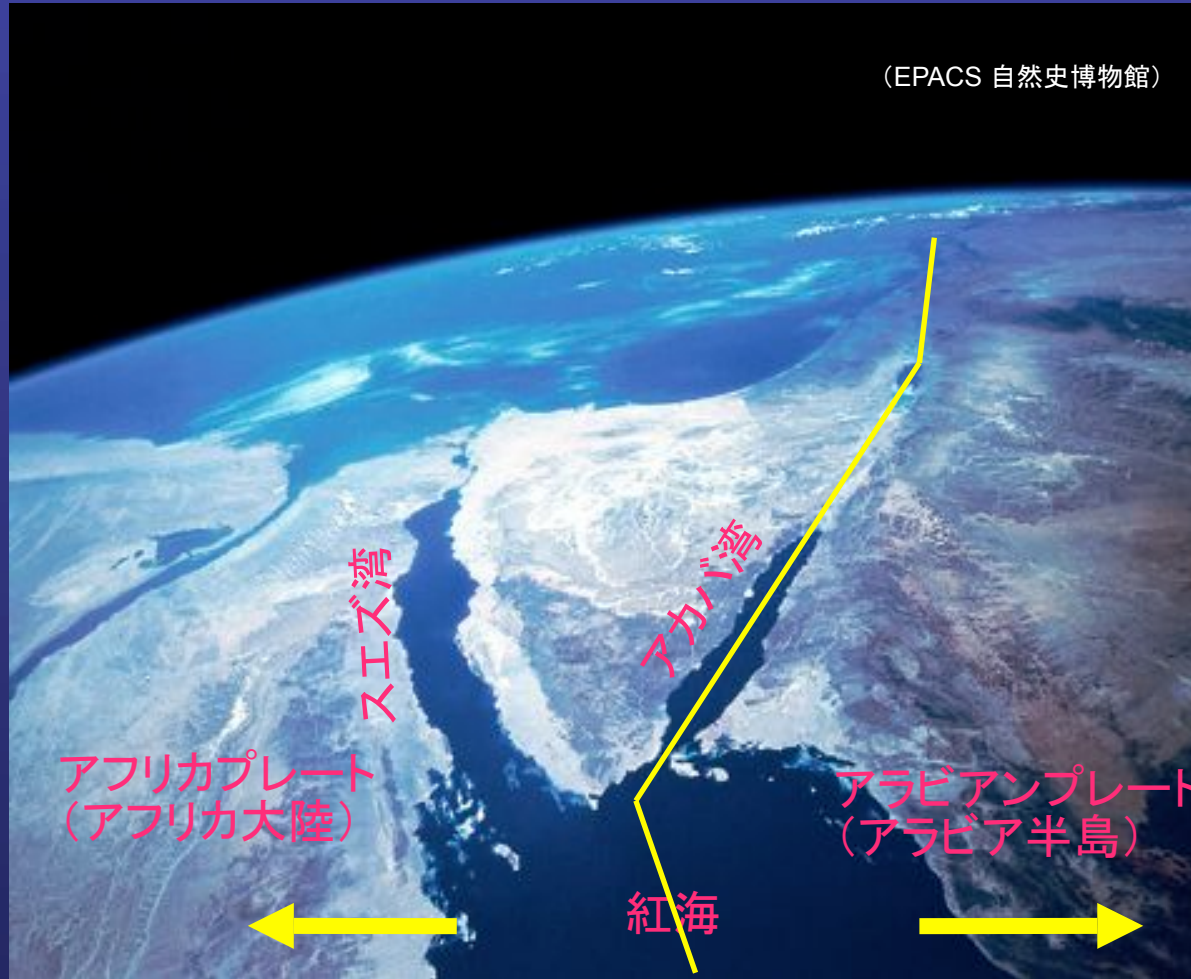 （EPACS 自然史博物館）
スエズ湾
アカバ湾
アフリカプレート
（アフリカ大陸）
アラビアンプレート
（アラビア半島）
紅海